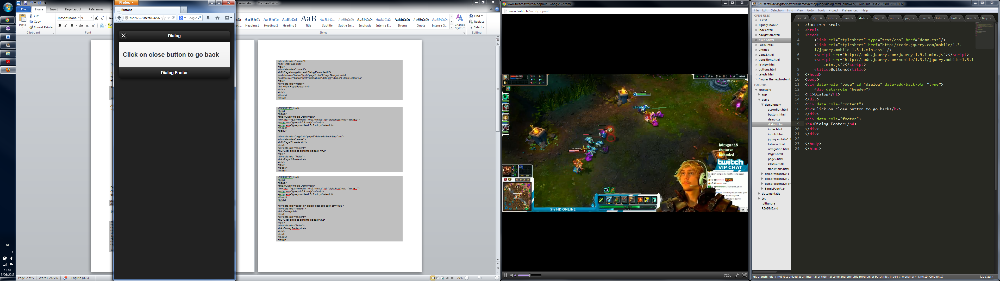 Cursus.docx - Microsoft Word
File Home Insert Page Layout References
Cut
Copy
Format Painter
Paste
Clipboard
TheSansMono 9
Font
Heading 1 Heading 2 Heading 3 Title Subtitle Subtle Em... Emphasis Intense E... Strong Quote Intense Q...
Change Styles
Styles
Find
Replace
Select
Editing
Firefox
Buttons
file:///C:/Users/David/
Google
Dialog
Click on close button to go back
Dialog Footer
<div data-role="header">
<h1>First Page<h1>
</div>
<div data-role="content">
<h2>Page Navigation and Dialog Example</h2>
<a data-role="button" href="page2.html">Page Navigation</a>
<a data-role="button" href="dialog.html" data-rel="dialog">Open Dialog </a>
</div>
<div data-role="footer">
<h4>Main Page Footer</h4>
</div>
</div>
</body>
</html>
<!DOCTYPE html>
<html>
<head>
<title>jQuery Mobile Demo</title>
<link href="jquery.mobile-1.0rc2.min.css" rel="stylesheet" type="text/css"/>
<script src="jquery-1.6.4.min.js"></script>
<script src="jquery.mobile-1.0rc2.min.js"></script>
</head>
<body>
<div data-role="page" id="page2" data-add-back-btn="true">
<div data-role="header">
<h1>Page 2 Header</h1>
</div>
<div data-role="content">
<h2>Click on close button to go back </h2>
</div>
<div data-role="footer">
<h4>Page 2 Footer</h4>
</div>
</div>
</body>
</html>
<!DOCTYPE html>
<html>
<head>
<title>jQuery Mobile Demo</title>
<link href="jquery.mobile-1.0rc2.min.css" rel="stylesheet" type="text/css"/>
<script src="jquery-1.6.4.min.js"></script>
<script src="jquery.mobile-1.0rc2.min.js"></script>
</head>
<body>
<div data-role="page" id="dialog" data-add-back-btn="true">
<div data-role="header">
<h1>Dialog</h1>
</div>
<div data-role="content">
<h2>Click on close button to go back</h2>
</div>
<div data-role="footer">
<h4>Dialog Footerr</h4>
</div>
</div>
</body>
</html>
Page: 2 of 5 Words: 24/586 English (U.S.) 79%
NL
13:01
3/06/2013
www.twitch.tv/sivhd/popout - Google Chrome
www.twitch.tv/sivhd/popout
05:09
Level Up!
h8rsgnah8
thetatsu
kohuded
twitch
VIP CHAT
Siv HD ONLINE
720p
C:\Users\David\git\eindwerk\demo\demojquery\dialog.html (eindwerk) - Sublime Text 2 (UNREGISTERED)
File Edit Selection Find View Goto Tools Project Preferences Help
OPEN FILES
Les.txt
JQuery Mobile
index.html
navigation.html
dialog.html
Page1.html
untitled
page2.html
transitions.html
listview.html
buttons.html
selects.html
fimpjes thenewbosten.tx
FOLDERS
eindwerk
app
demo
demojquery
accordion.html
buttons.html
demo.css
dialog.html
index.html
inputs.html
jquery.mobile-1.3
listview.html
navigation.html
Page1.html
page2.html
selects.html
transitions.html
demoresponsive-1
demoresponsive-2
demoresponsive_er
SinglePageAjax
documentatie
Les
.gitignore
README.md
1 <!DOCTYPE html>
2 <html>
3 <head>
4 <link rel="stylesheet" type="text/css" href="demo.css"/>
5 <link rel="stylesheet" href="http://code.jquery.com/mobile/1.3.
1/jquery.mobile-1.3.1.min.css" />
6 <script src="http://code.jquery.com/jquery-1.9.1.min.js"></script>
7 <script src="http://code.jquery.com/mobile/1.3.1/jquery.mobile-1.3.1
.min.js"></script>
8 <title>Buttons</title>
9 </head>
10 <body>
11 <div data-role="page" id="dialog" data-add-back-btn=”true”>
12 <div data-role="header">
13 <h1>Dialog</h1>
14 </div>
15 <div data-role="content">
16 <h2>Click on close button to go back</h2>
17 </div>
18 <div data-role="footer">
19 <h4>Dialog Footer</h4>
20 </div>
21 </div>
22
23 </body>
24 </html>
git branch: `git` is not recognized as an internal or external command,operable program or batch file., index: √, working: √, Line 19, Column 17
Tab Size: 4